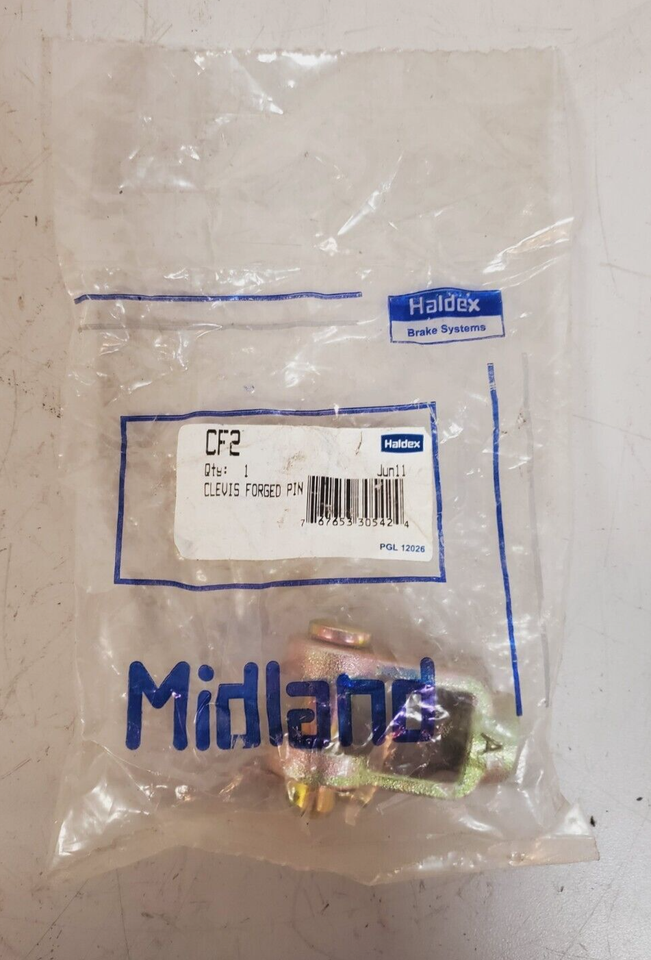 Haldex
Brake Systems
CF2
Haldex
Qty: 1
Jun11
CLEVIS FORGED PIN
7 67653 30542 4
PGL 12026
Midland
A